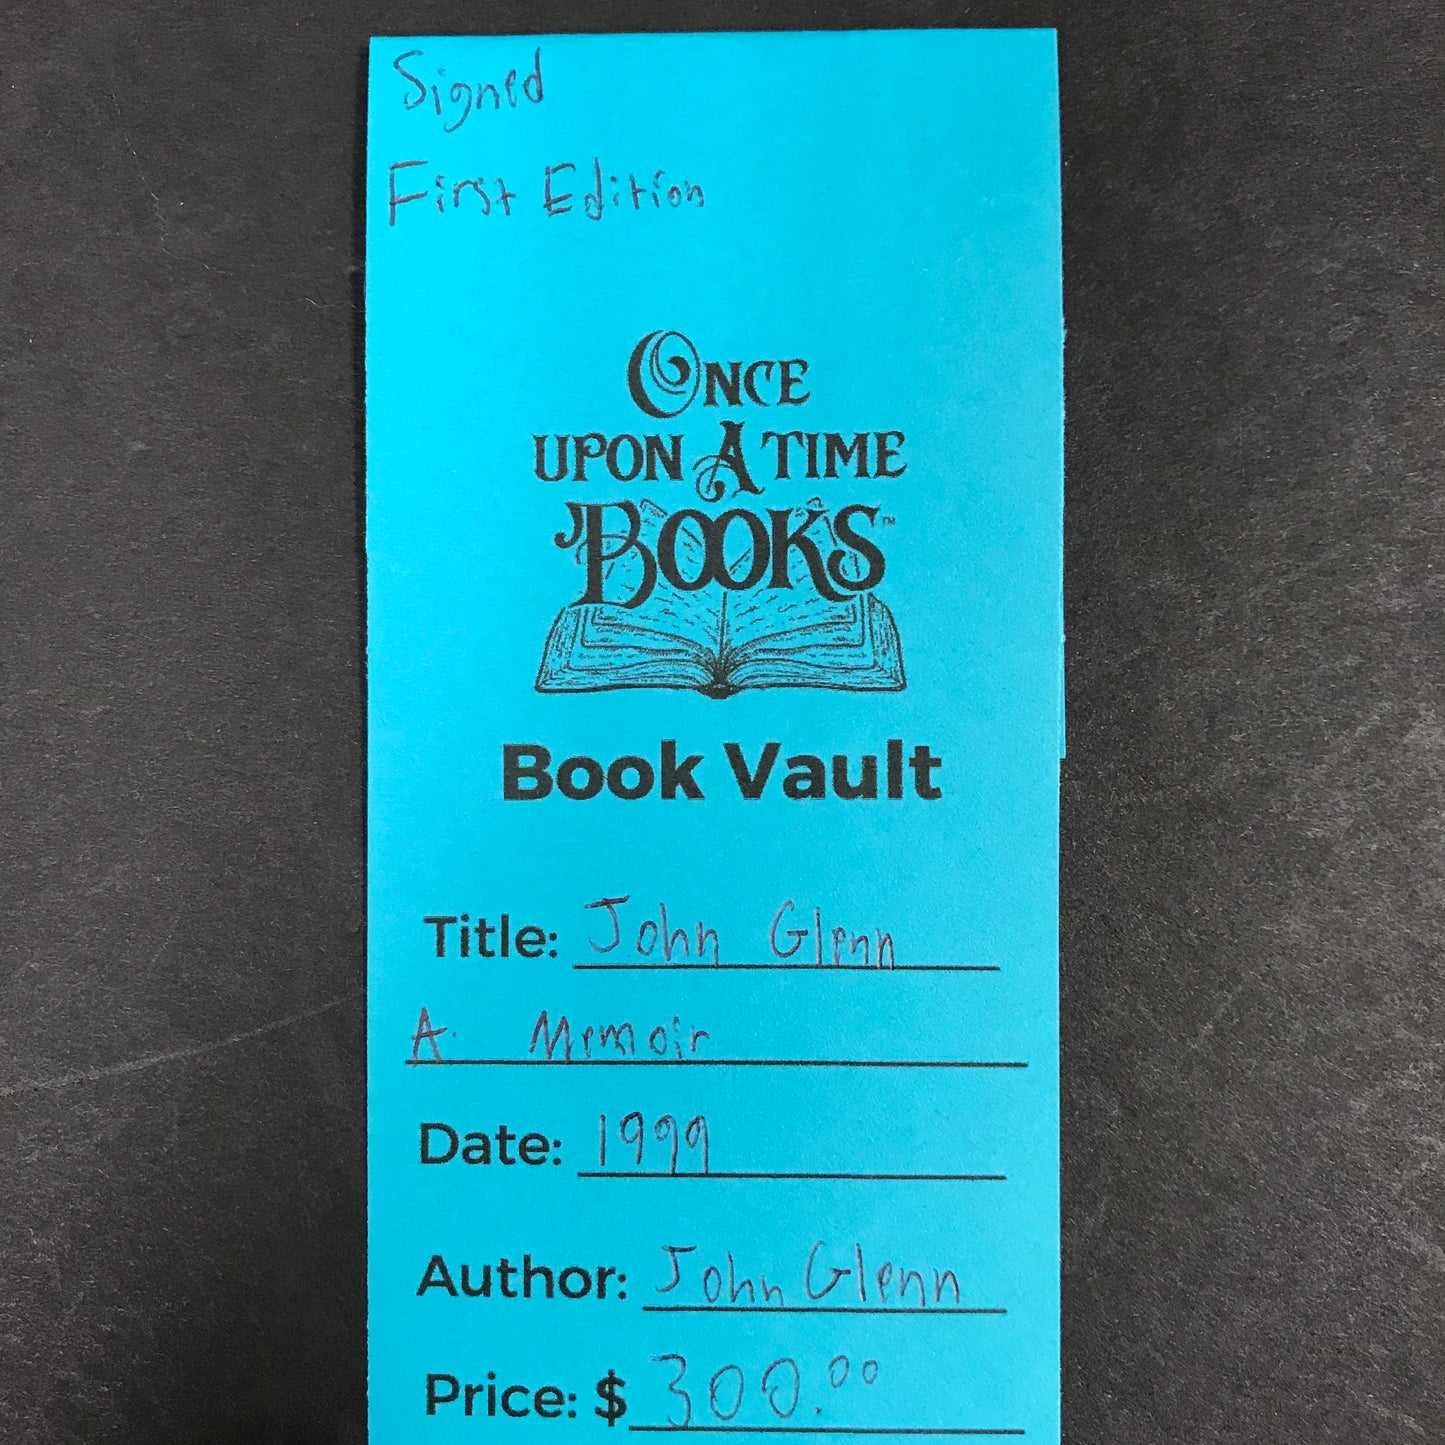 Signed
First Edition
ONCE
UPON A TIME
BOOKS™
Book Vault
Title: John Glenn
A. Memoir
Date: 1999
Author: John Glenn
Price: $ 300.00